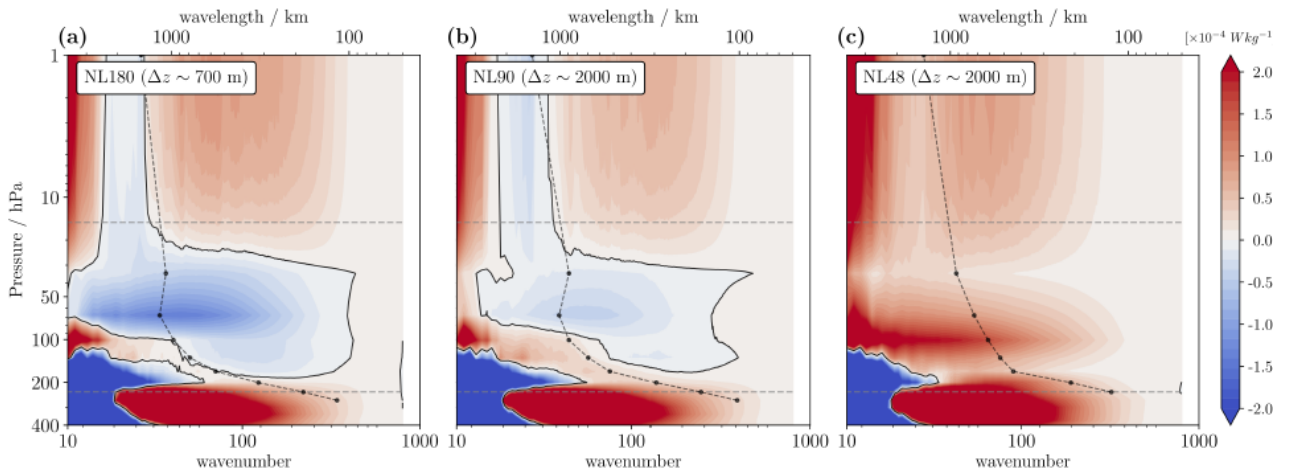 wavelength / km
wavelength / km
wavelength / km
(a)
1000
100
(b)
1000
100
(c)
1000
100
[×10⁻⁴ Wkg⁻¹
1
NL180 (Δz ∼ 700 m)
NL90 (Δz ∼ 2000 m)
NL48 (Δz ∼ 2000 m)
2.0
1.5
1.0
0.5
0.0
-0.5
-1.0
-1.5
-2.0
Pressure / hPa
10
50
100
200
400
10
100
1000
10
100
1000
10
100
1000
wavenumber
wavenumber
wavenumber